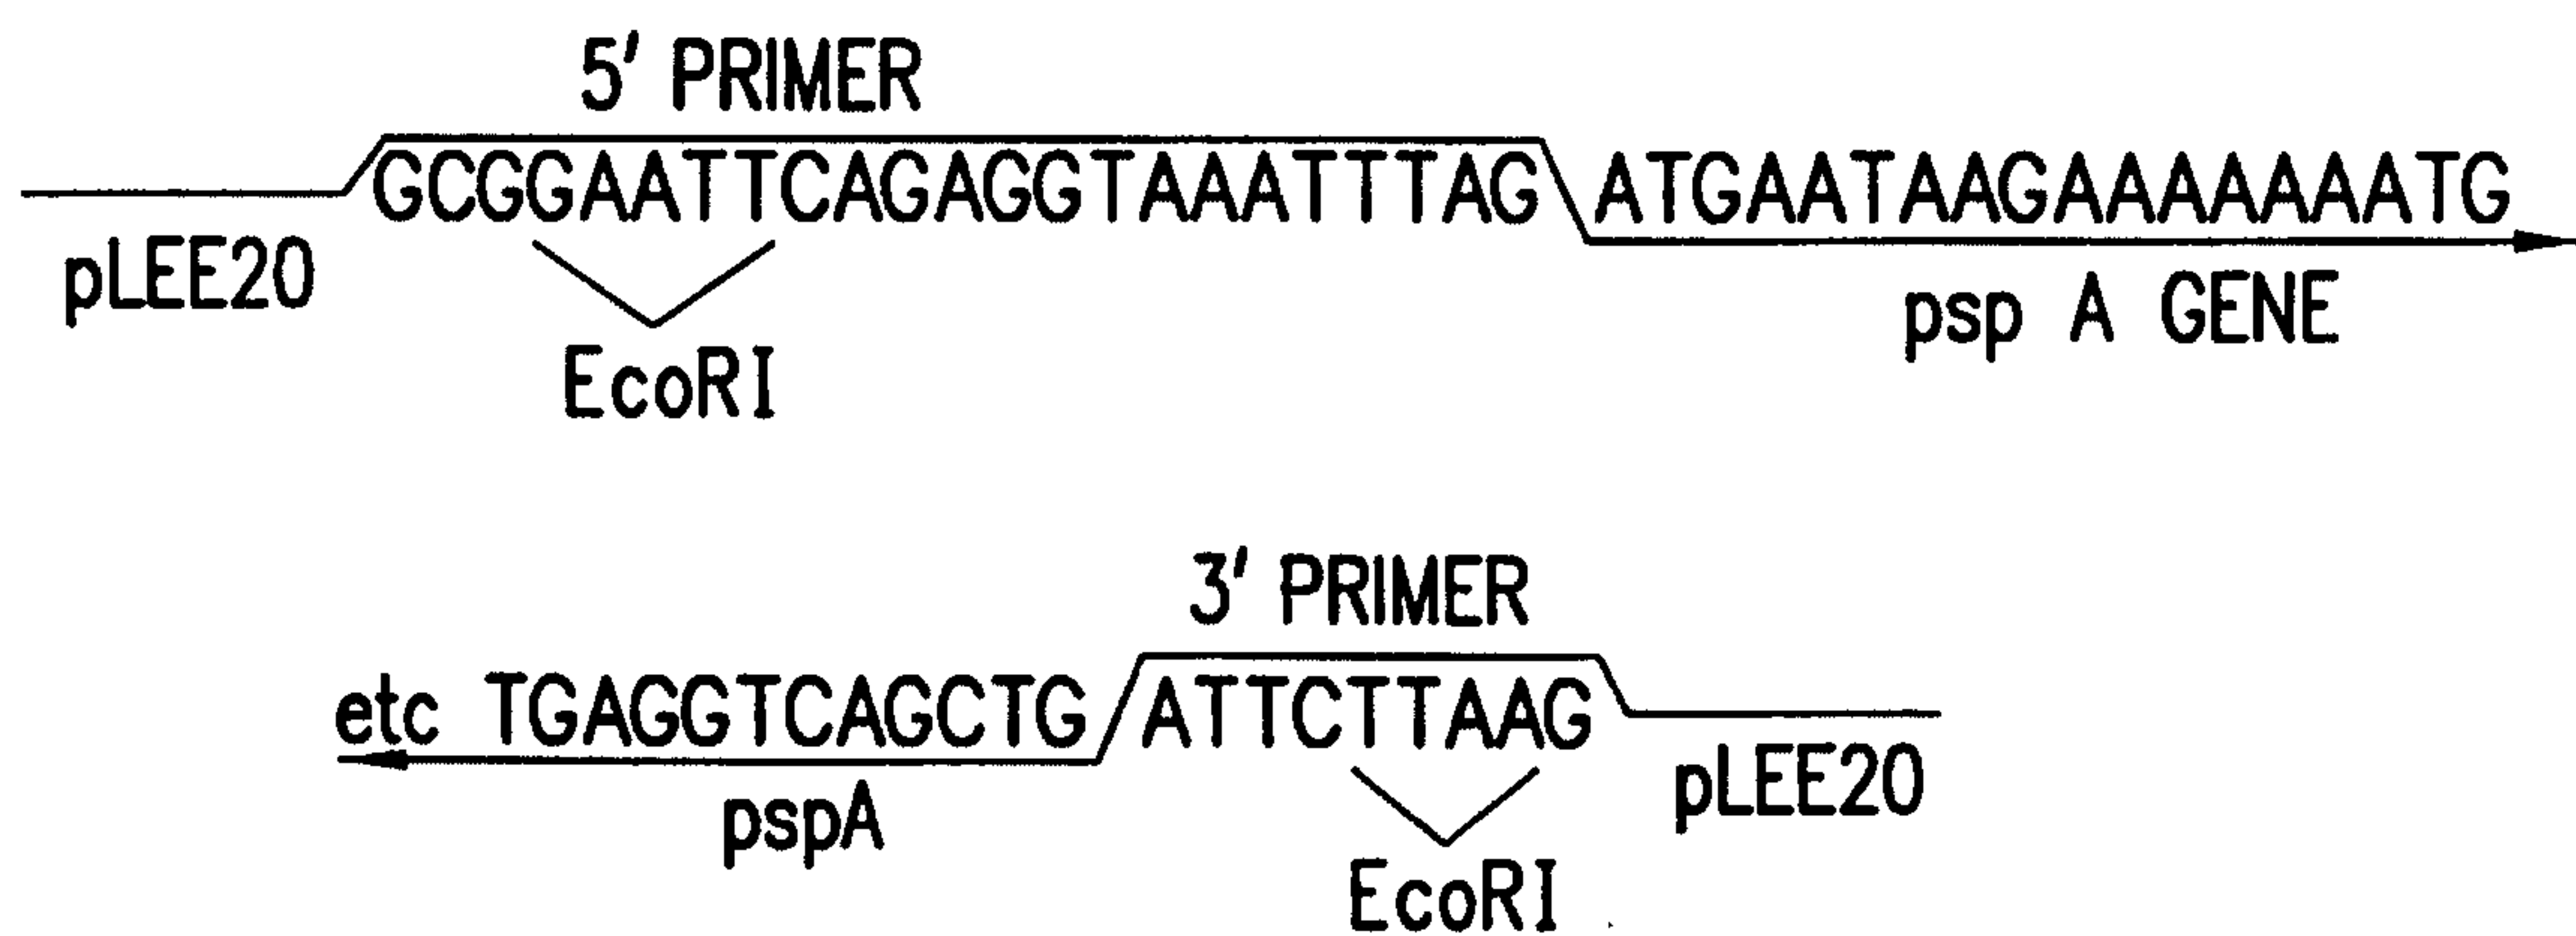 5' PRIMER
GCGGAATTCAGAGGTAAATTTAG ATGAATAAGAAAAAAATG
pLEE20
psp A GENE
EcoRI
3' PRIMER
etc TGAGGTCAGCTG ATTCTTAAG
pspA
pLEE20
EcoRI